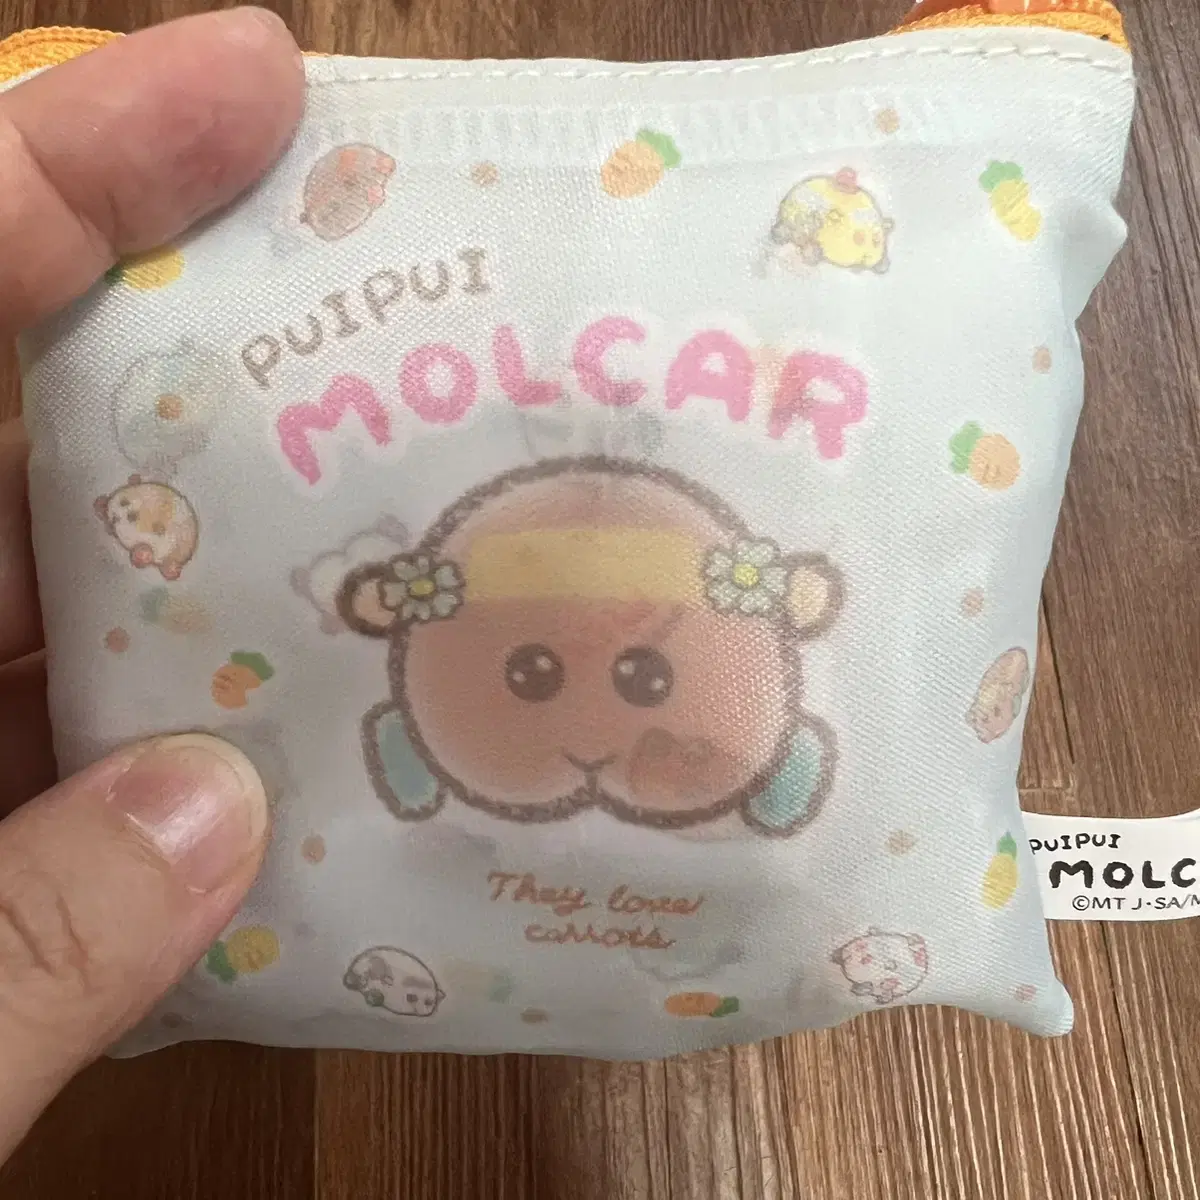 PUIPUI
MOLCAR
They love
carrots
PUIPUI
MOLC
©MT J・SA/M